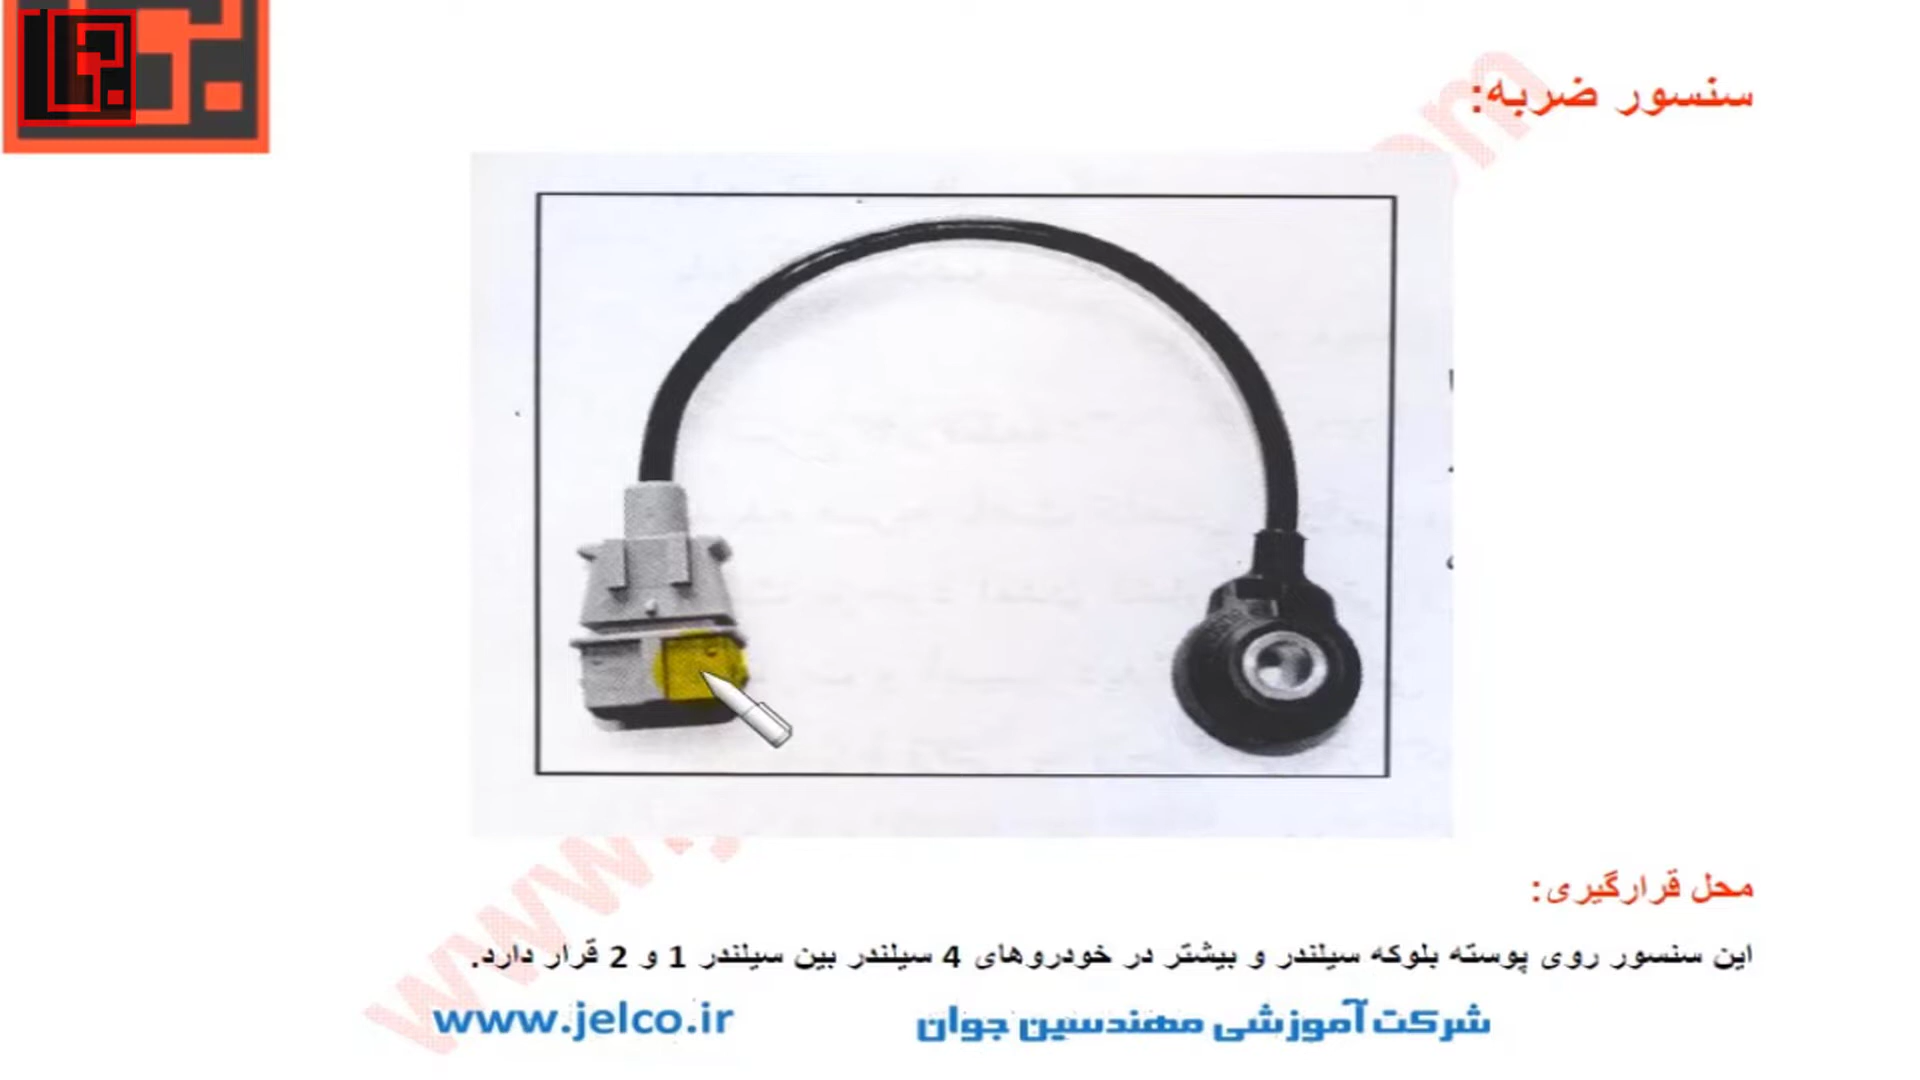 سنسور ضربه:
محل قرارگیری:
این سنسور روی پوسته بلوکه سیلندر و بیشتر در خودروهای 4 سیلندر بین سیلندر 1 و 2 قرار دارد.
شرکت آموزشی مهندسین جوان
www.jelco.ir